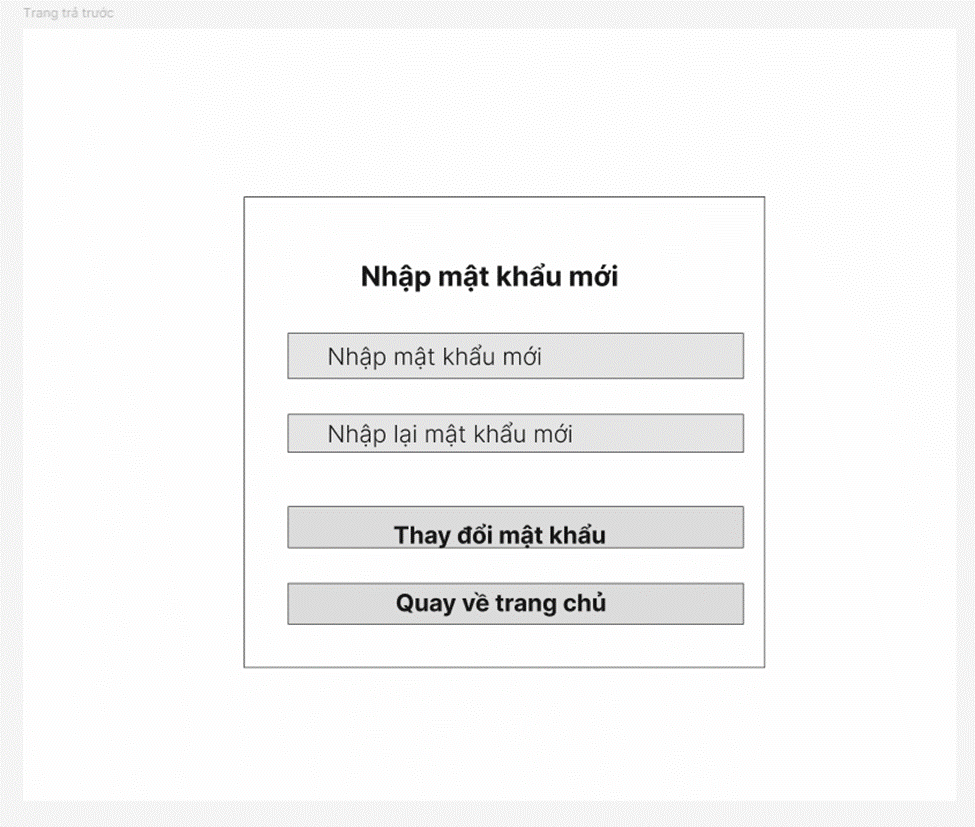 Trang trả trước
Nhập mật khẩu mới
Nhập mật khẩu mới
Nhập lại mật khẩu mới
Thay đổi mật khẩu
Quay về trang chủ